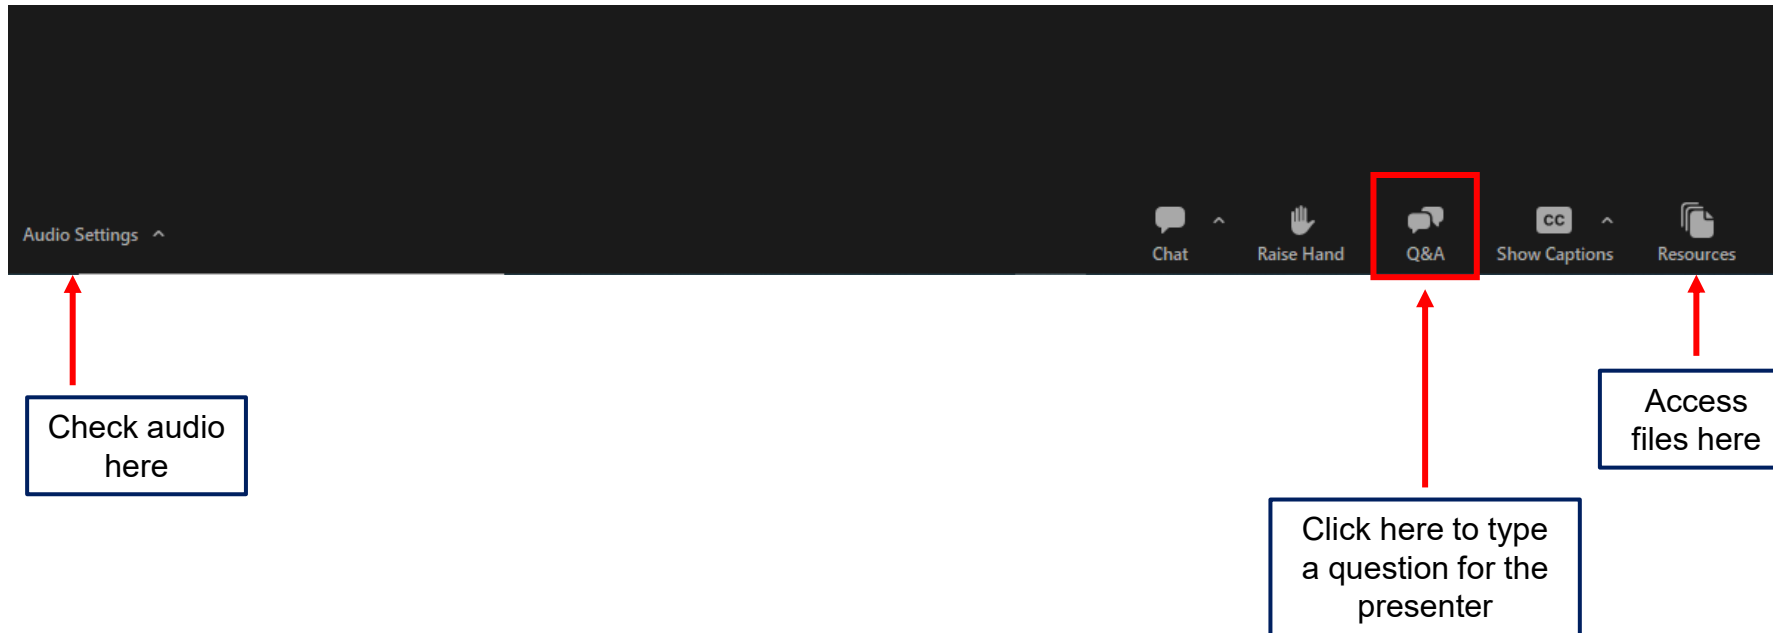 Audio Settings
Chat
Raise Hand
Q&A
CC
Show Captions
Resources
Check audio
here
Click here to type
a question for the
presenter
Access
files here